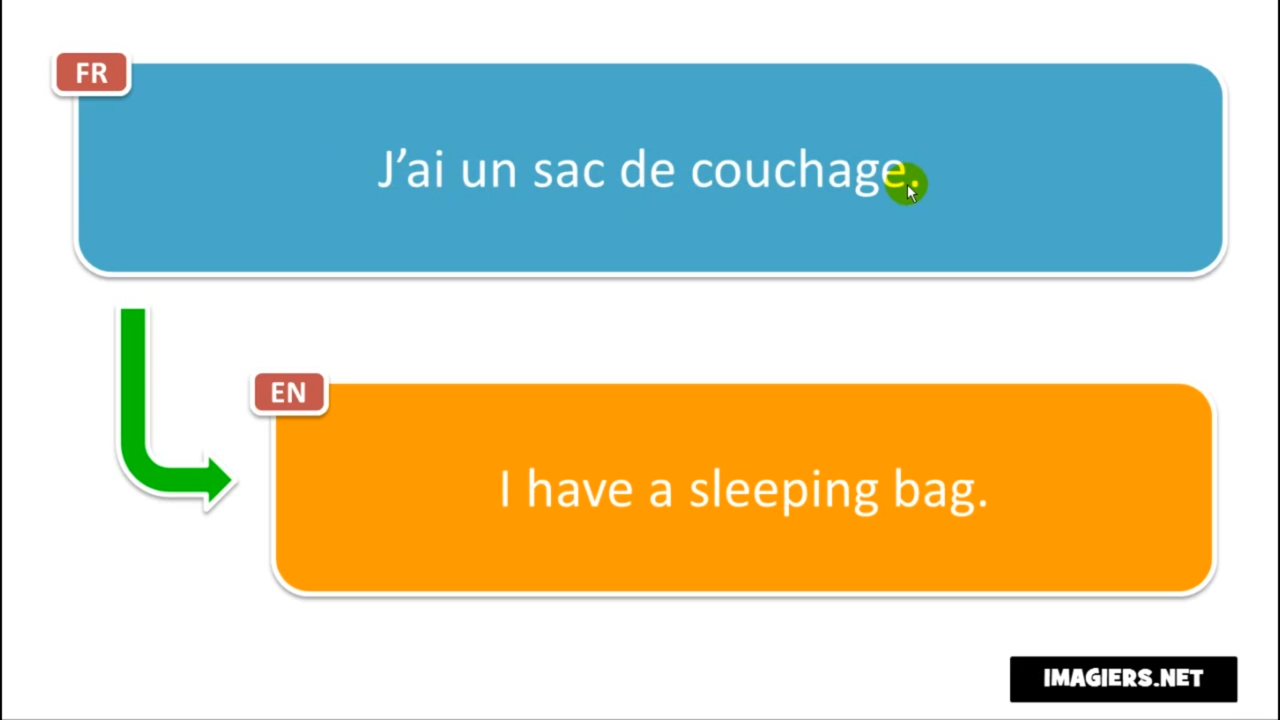 FR
J’ai un sac de couchage.
EN
I have a sleeping bag.
IMAGIERS.NET